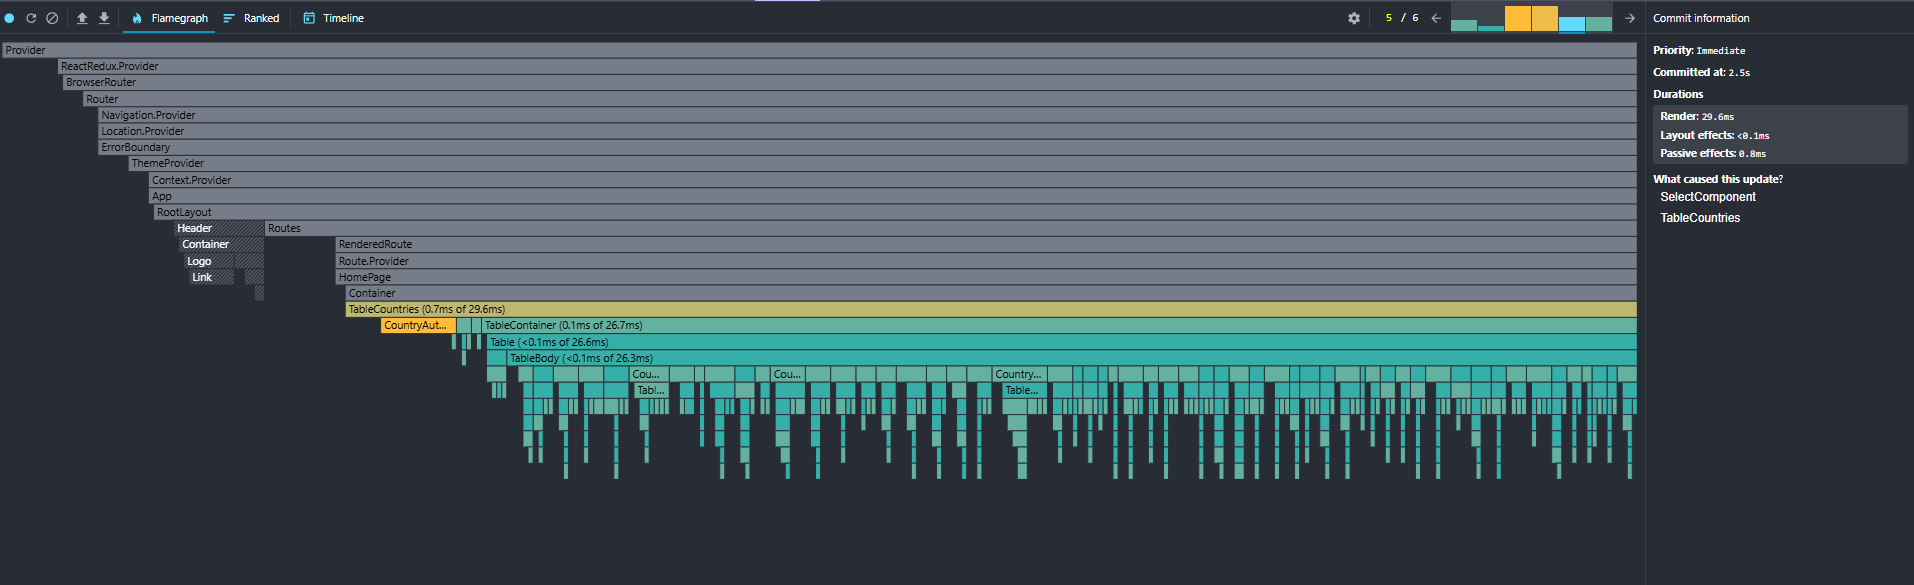 Flamegraph Ranked Timeline 5 / 6 Commit information
Provider
ReactRedux.Provider
BrowserRouter
Router
Navigation.Provider
Location.Provider
ErrorBoundary
ThemeProvider
Context.Provider
App
RootLayout
Header Routes
Container RenderedRoute
Logo Route.Provider
Link HomePage
Container
TableCountries (0.7ms of 29.6ms)
CountryAut... TableContainer (0.1ms of 26.7ms)
Table (<0.1ms of 26.6ms)
TableBody (<0.1ms of 26.3ms)
Cou... Cou... Country...
Tabl... Table...
Priority: Immediate
Committed at: 2.5s
Durations
Render: 29.6ms
Layout effects: <0.1ms
Passive effects: 0.8ms
What caused this update?
SelectComponent
TableCountries